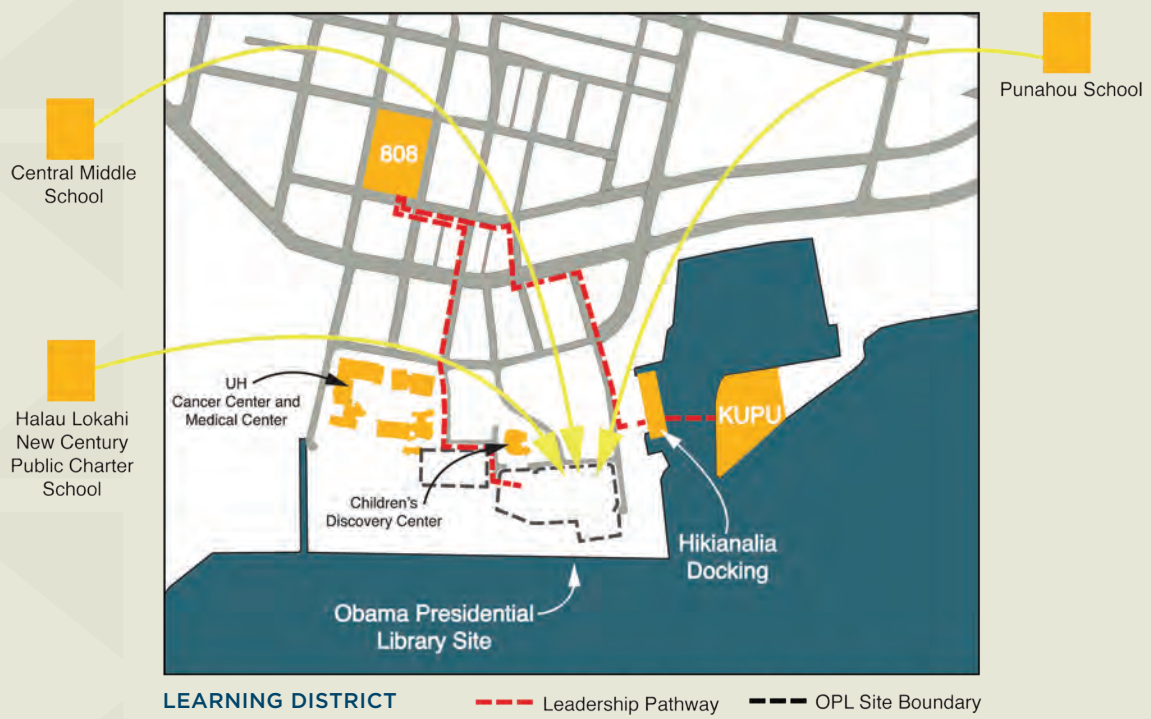 Punahou School
Central Middle
School
808
UH
Cancer Center and
Medical Center
KUPU
Halau Lokahi
New Century
Public Charter
School
Children's
Discovery Center
Hikianalia
Docking
Obama Presidential
Library Site
LEARNING DISTRICT
Leadership Pathway
OPL Site Boundary